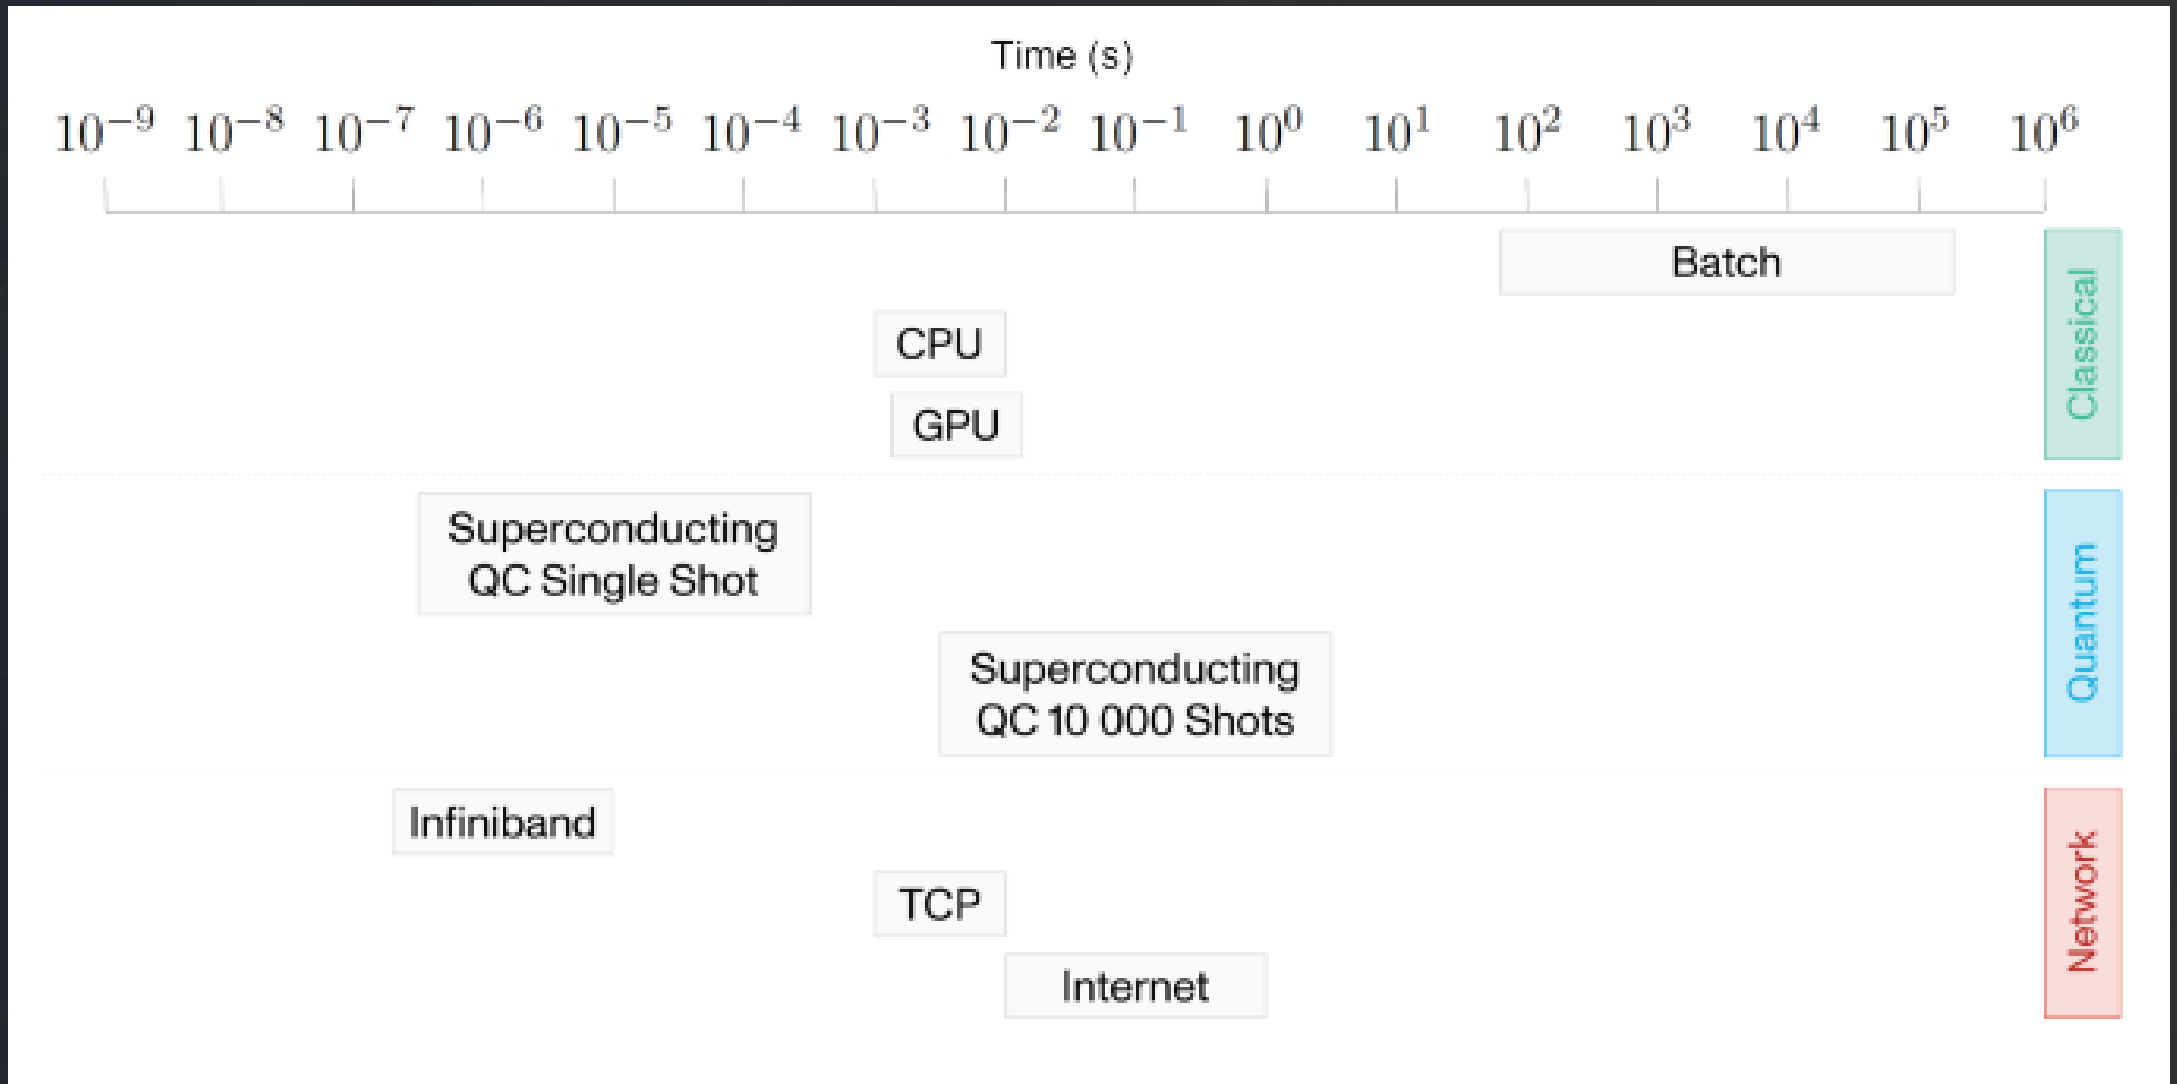 Time (s)
10⁻⁹ 10⁻⁸ 10⁻⁷ 10⁻⁶ 10⁻⁵ 10⁻⁴ 10⁻³ 10⁻² 10⁻¹ 10⁰ 10¹ 10² 10³ 10⁴ 10⁵ 10⁶
Batch
CPU
GPU
Classical
Superconducting
QC Single Shot
Superconducting
QC 10 000 Shots
Quantum
Infiniband
TCP
Internet
Network